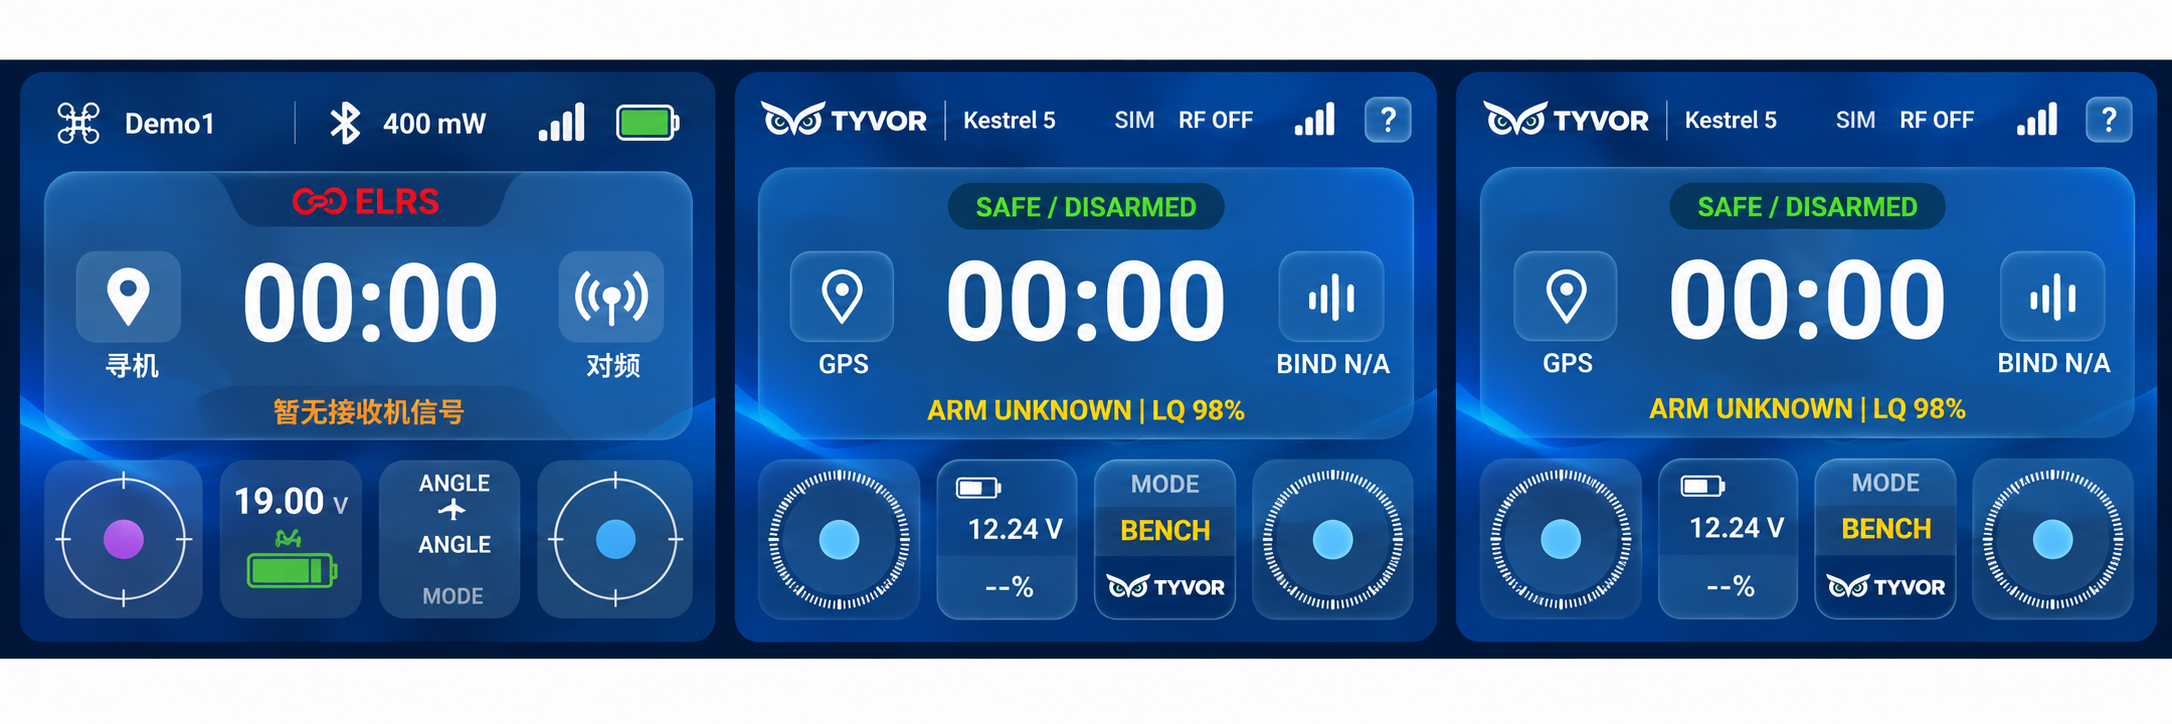 Demo1
400 mW
ELRS
00:00
寻机
对频
暂无接收机信号
19.00 V
ANGLE
ANGLE
MODE
TYVOR
Kestrel 5
SIM
RF OFF
?
SAFE / DISARMED
00:00
GPS
BIND N/A
ARM UNKNOWN | LQ 98%
12.24 V
--%
MODE
BENCH
TYVOR
TYVOR
Kestrel 5
SIM
RF OFF
?
SAFE / DISARMED
00:00
GPS
BIND N/A
ARM UNKNOWN | LQ 98%
12.24 V
--%
MODE
BENCH
TYVOR